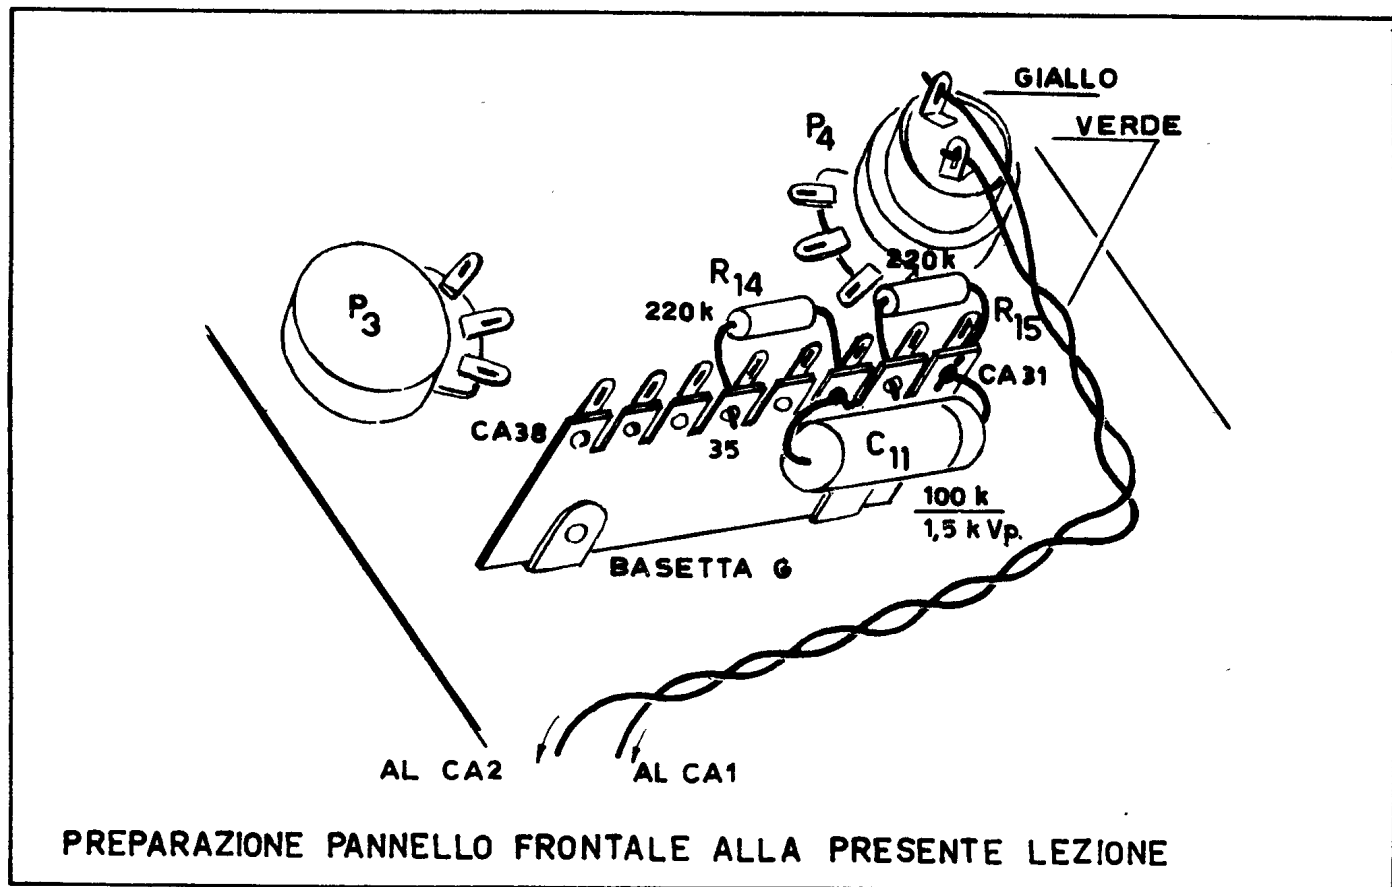 GIALLO
VERDE
P4
220k
R14
220k
R15
P3
CA31
CA38
35
C11
100 k
1,5 k Vp.
BASETTA G
AL CA2
AL CA1
PREPARAZIONE PANNELLO FRONTALE ALLA PRESENTE LEZIONE